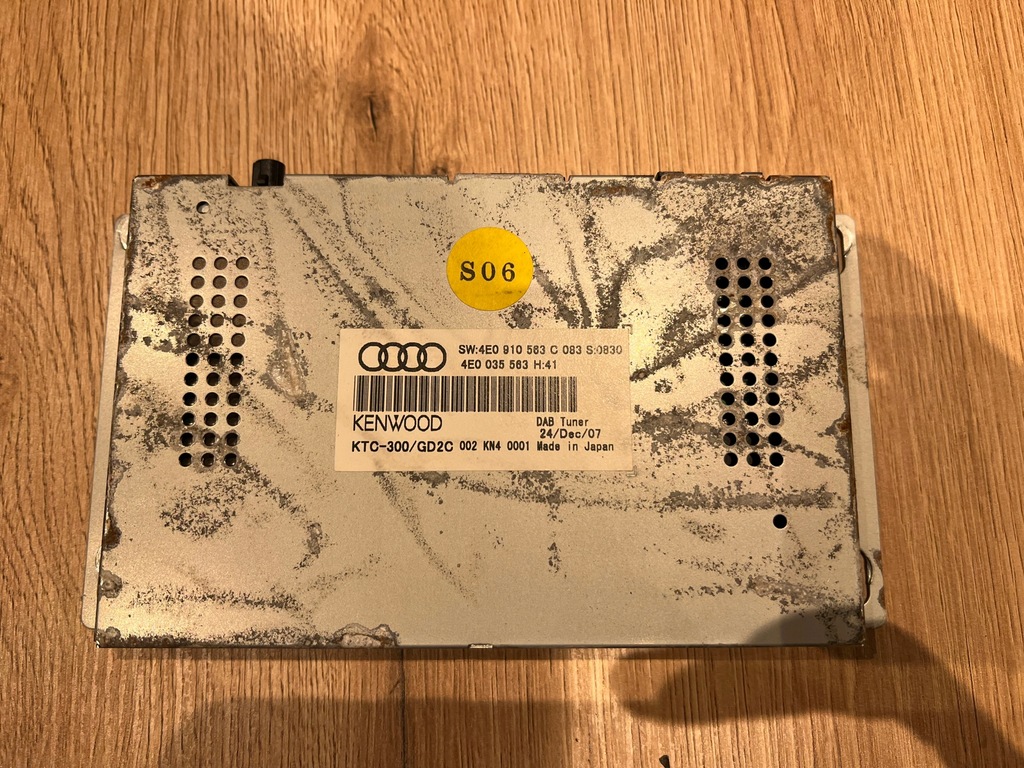 S06
SW:4E0 910 563 C 083 S:0830
4E0 035 563 H:41
KENWOOD
DAB Tuner
24/Dec/07
KTC-300/GD2C 002 KN4 0001 Made in Japan